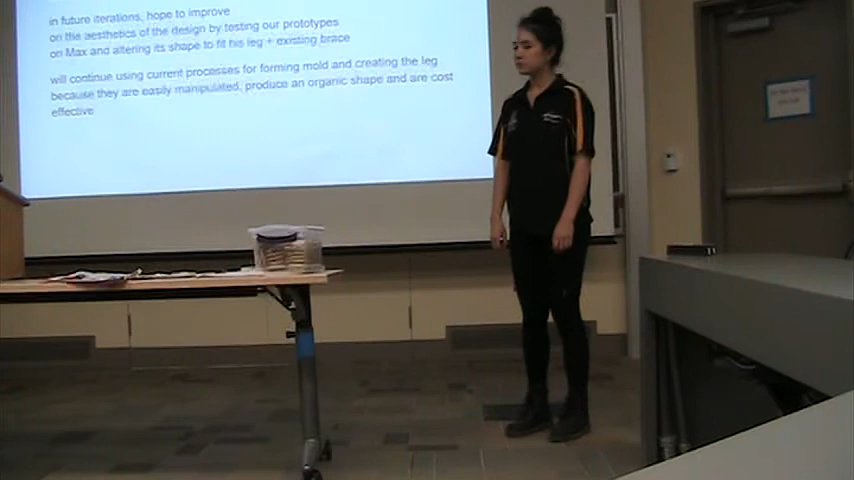 in future iterations, hope to improve
on the aesthetics of the design by testing our prototypes
on Max and altering its shape to fit his leg + existing brace
will continue using current processes for forming mold and creating the leg
because they are easily manipulated, produce an organic shape and are cost
effective